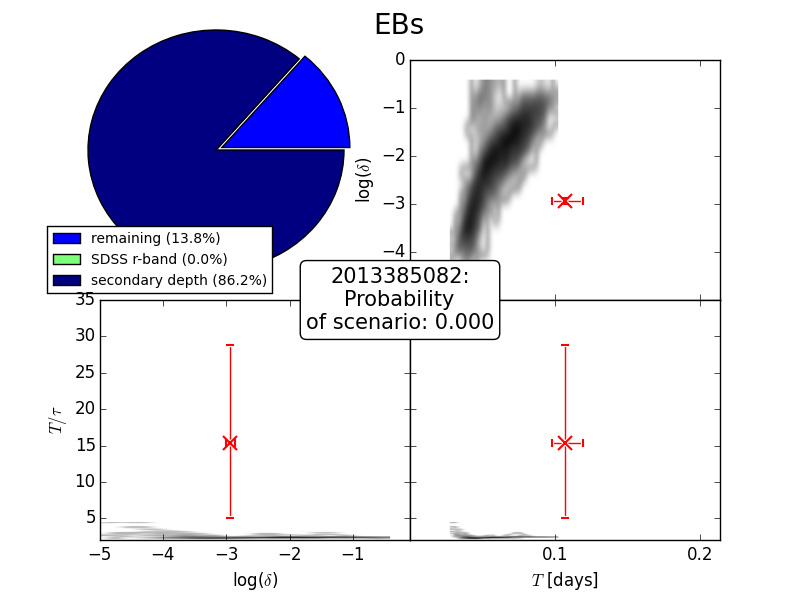 EBs
remaining (13.8%)
SDSS r-band (0.0%)
secondary depth (86.2%)
0
−1
−2
−3
−4
log(δ)
2013385082:
Probability
of scenario: 0.000
35
30
25
20
15
10
5
T/τ
−5 −4 −3 −2 −1
log(δ)
0.1 0.2
T [days]